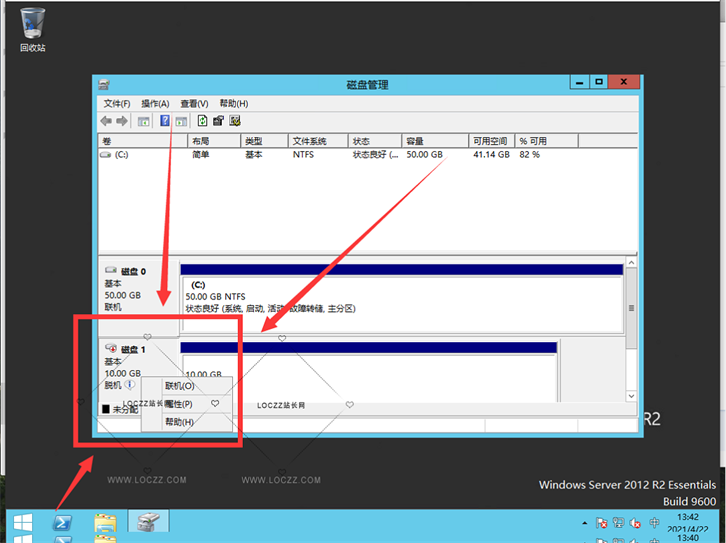 回收站
磁盘管理
文件(F) 操作(A) 查看(V) 帮助(H)
卷 布局 类型 文件系统 状态 容量 可用空间 % 可用
(C:) 简单 基本 NTFS 状态良好 (... 50.00 GB 41.14 GB 82 %
磁盘 0
基本
50.00 GB
联机
(C:)
50.00 GB NTFS
状态良好 (系统, 启动, 活动, 故障转储, 主分区)
磁盘 1
基本
10.00 GB
脱机
10.00 GB
联机(O)
属性(P)
帮助(H)
未分配
LOCZZ站长网
LOCZZ站长网
R2
WWW.LOCZZ.COM
WWW.LOCZZ.COM
Windows Server 2012 R2 Essentials
Build 9600
中 13:42
2021/4/22
13:40